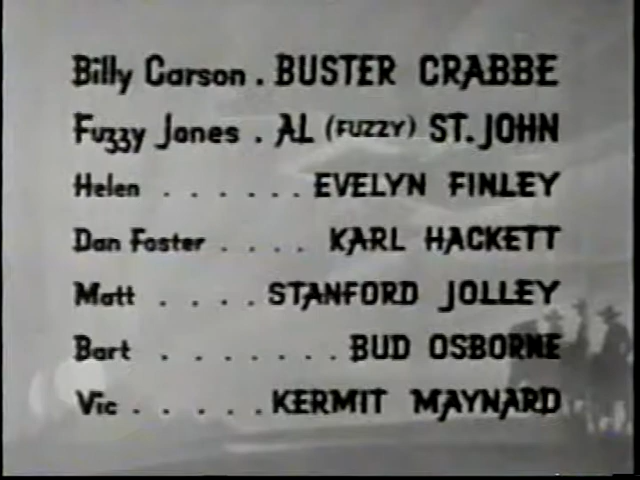 Billy Carson . BUSTER CRABBE
Fuzzy Jones . AL (FUZZY) ST. JOHN
Helen . . . . . . EVELYN FINLEY
Dan Foster . . . . KARL HACKETT
Matt . . . . STANFORD JOLLEY
Bart . . . . . . . BUD OSBORNE
Vic . . . . . KERMIT MAYNARD